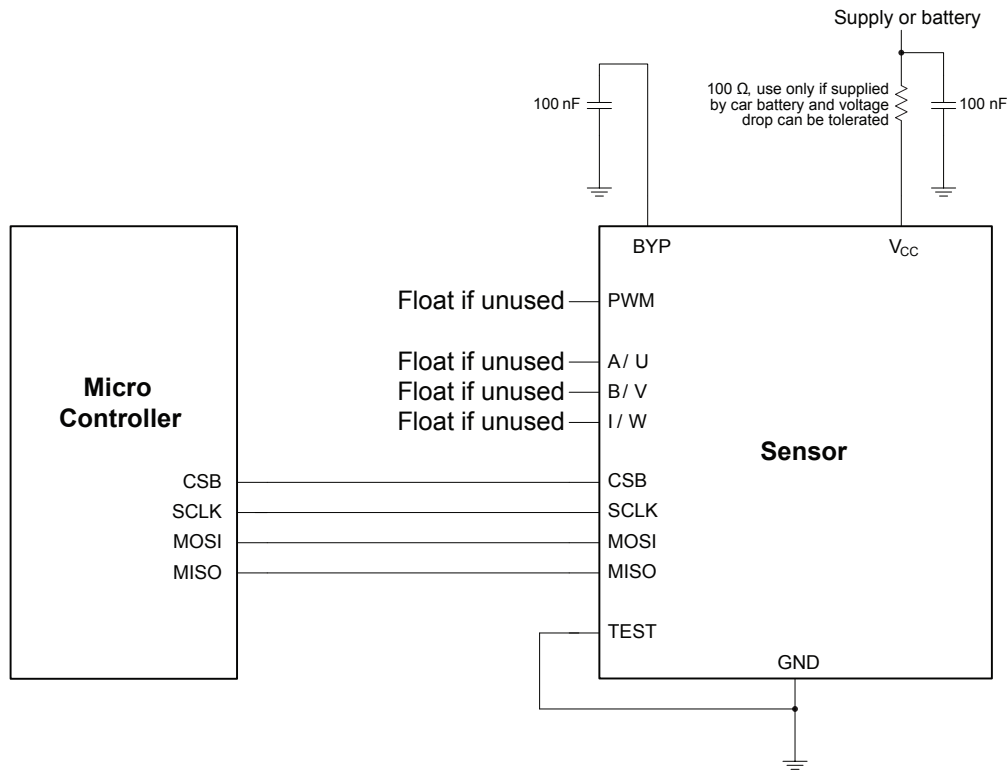 Supply or battery
100 nF
100 Ω, use only if supplied
by car battery and voltage
drop can be tolerated
100 nF
BYP
VCC
Float if unused
PWM
Float if unused
A / U
Float if unused
B / V
Float if unused
I / W
Micro
Controller
Sensor
CSB
CSB
SCLK
SCLK
MOSI
MOSI
MISO
MISO
TEST
GND